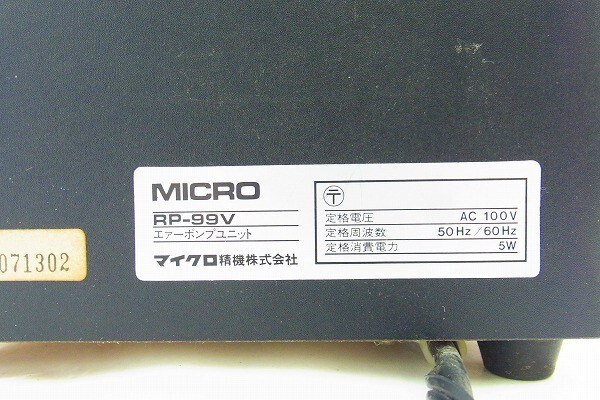 MICRO
RP-99V
エアーポンプユニット
マイクロ精機株式会社
〒
定格電圧 AC 100V
定格周波数 50Hz/60Hz
定格消費電力 5W
071302